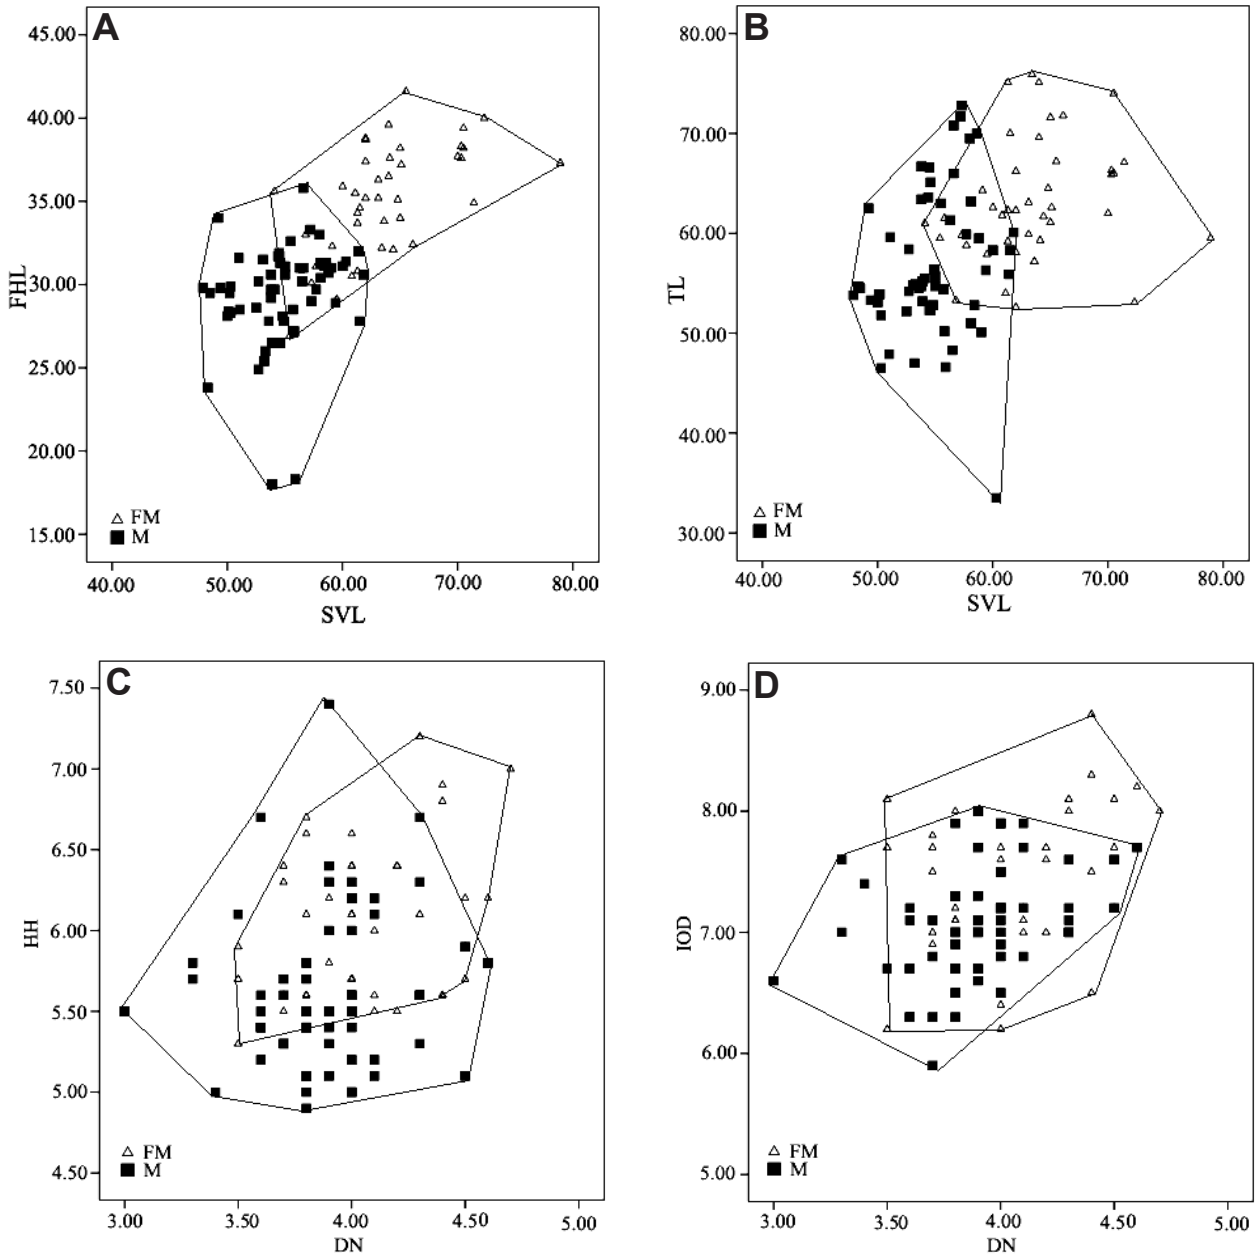 A
45.00
40.00
35.00
30.00
25.00
20.00
15.00
FHL
△ FM
■ M
40.00 50.00 60.00 70.00 80.00
SVL
B
80.00
70.00
60.00
50.00
40.00
30.00
TL
△ FM
■ M
40.00 50.00 60.00 70.00 80.00
SVL
C
7.50
7.00
6.50
6.00
5.50
5.00
4.50
HH
△ FM
■ M
3.00 3.50 4.00 4.50 5.00
DN
D
9.00
8.00
7.00
6.00
5.00
IOD
△ FM
■ M
3.00 3.50 4.00 4.50 5.00
DN